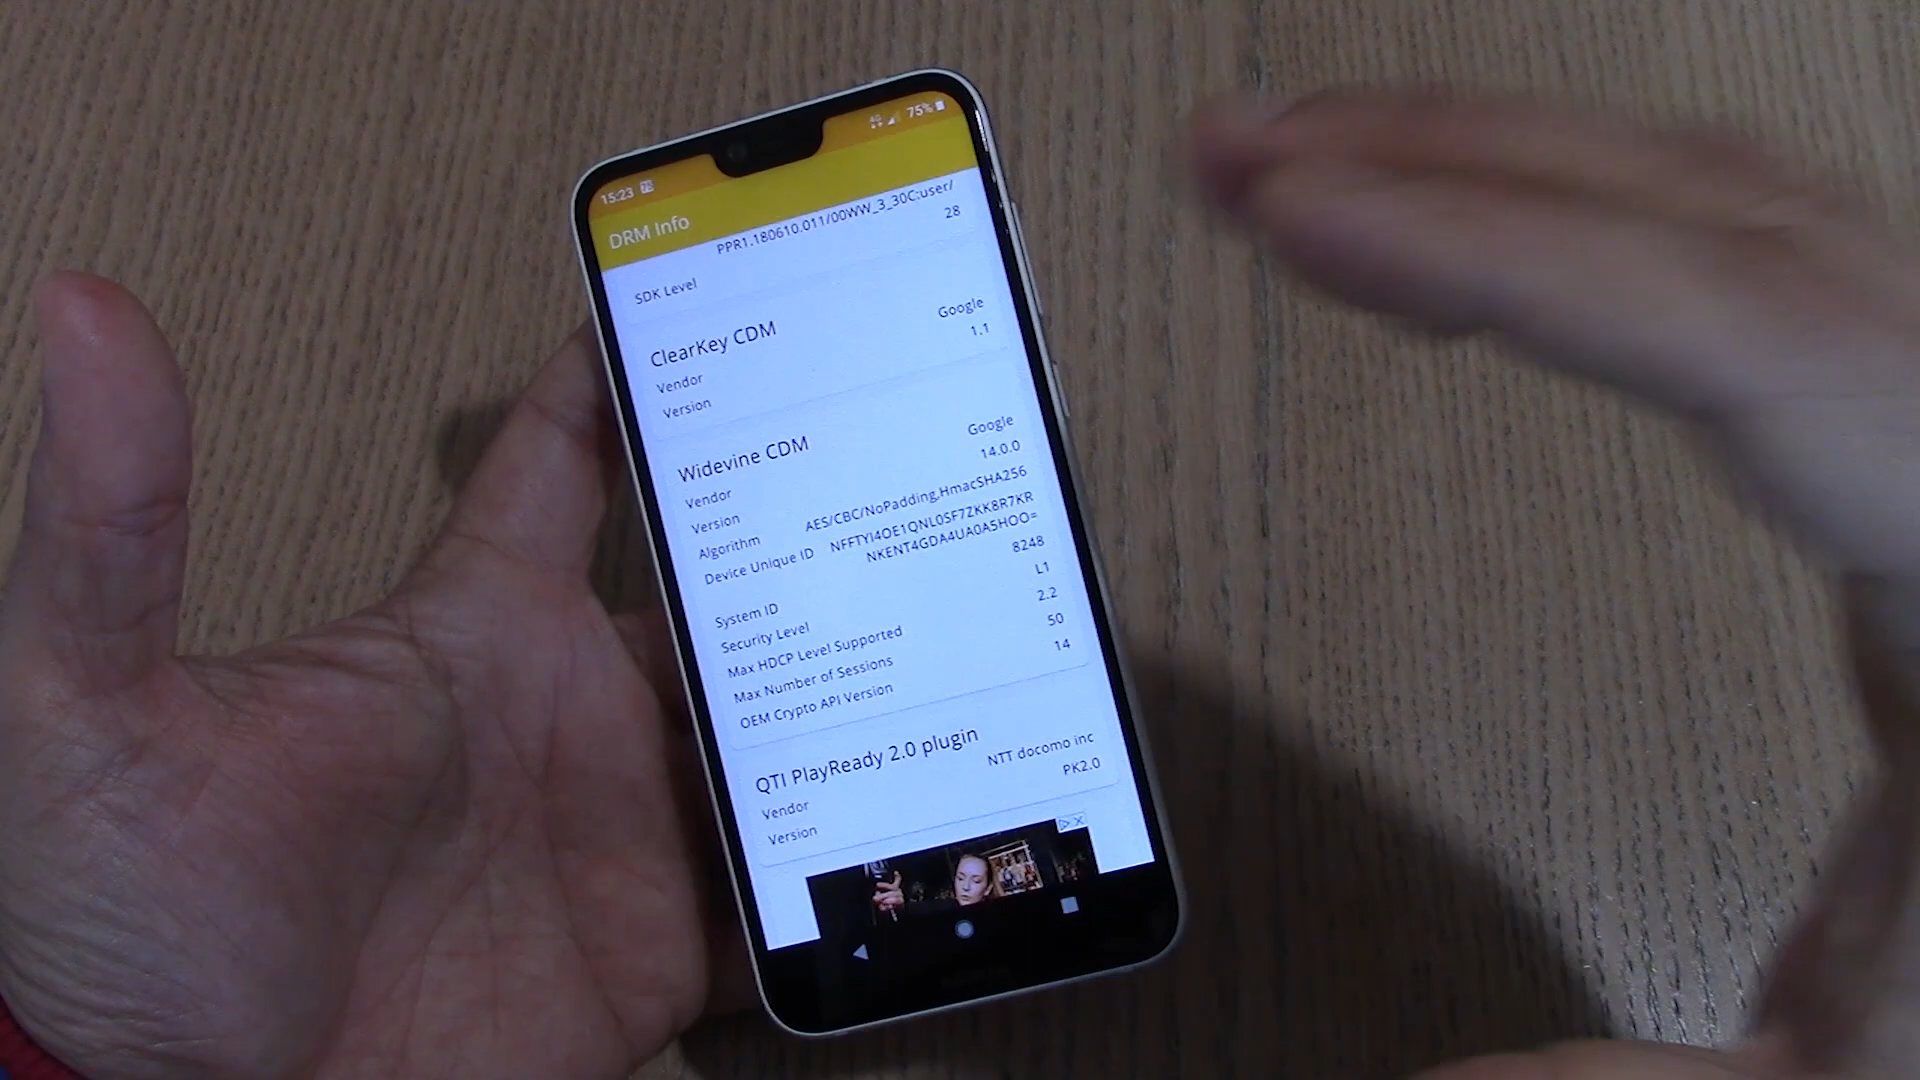 15:23 4G 75%
DRM Info
PPR1.180610.011/00WW_3_30C:user/
SDK Level 28
ClearKey CDM
Vendor Google
Version 1.1
Widevine CDM
Vendor Google
Version 14.0.0
Algorithm AES/CBC/NoPadding,HmacSHA256
Device Unique ID NFFTYI4OE1QNL0SF7ZKK8R7KR
NKENT4GDA4UA0A5HOO=
System ID 8248
Security Level L1
Max HDCP Level Supported 2.2
Max Number of Sessions 50
OEM Crypto API Version 14
QTI PlayReady 2.0 plugin
Vendor NTT docomo inc
Version PK2.0